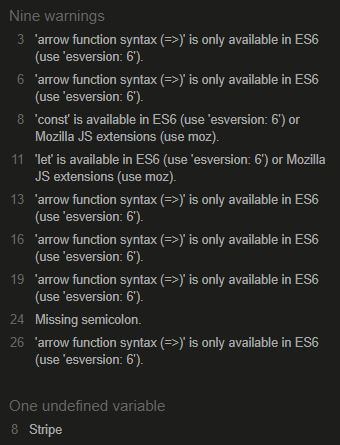 Nine warnings
3 'arrow function syntax (=>)' is only available in ES6
(use 'esversion: 6').
6 'arrow function syntax (=>)' is only available in ES6
(use 'esversion: 6').
8 'const' is available in ES6 (use 'esversion: 6') or
Mozilla JS extensions (use moz).
11 'let' is available in ES6 (use 'esversion: 6') or Mozilla
JS extensions (use moz).
13 'arrow function syntax (=>)' is only available in ES6
(use 'esversion: 6').
16 'arrow function syntax (=>)' is only available in ES6
(use 'esversion: 6').
19 'arrow function syntax (=>)' is only available in ES6
(use 'esversion: 6').
24 Missing semicolon.
26 'arrow function syntax (=>)' is only available in ES6
(use 'esversion: 6').
One undefined variable
8 Stripe